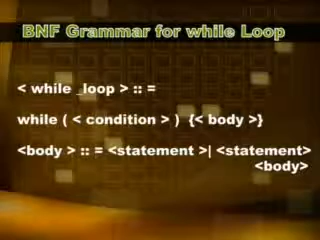 BNF Grammar for while Loop
< while _loop > :: =
while ( < condition > ) {< body >}
<body > :: = <statement >| <statement>
<body>